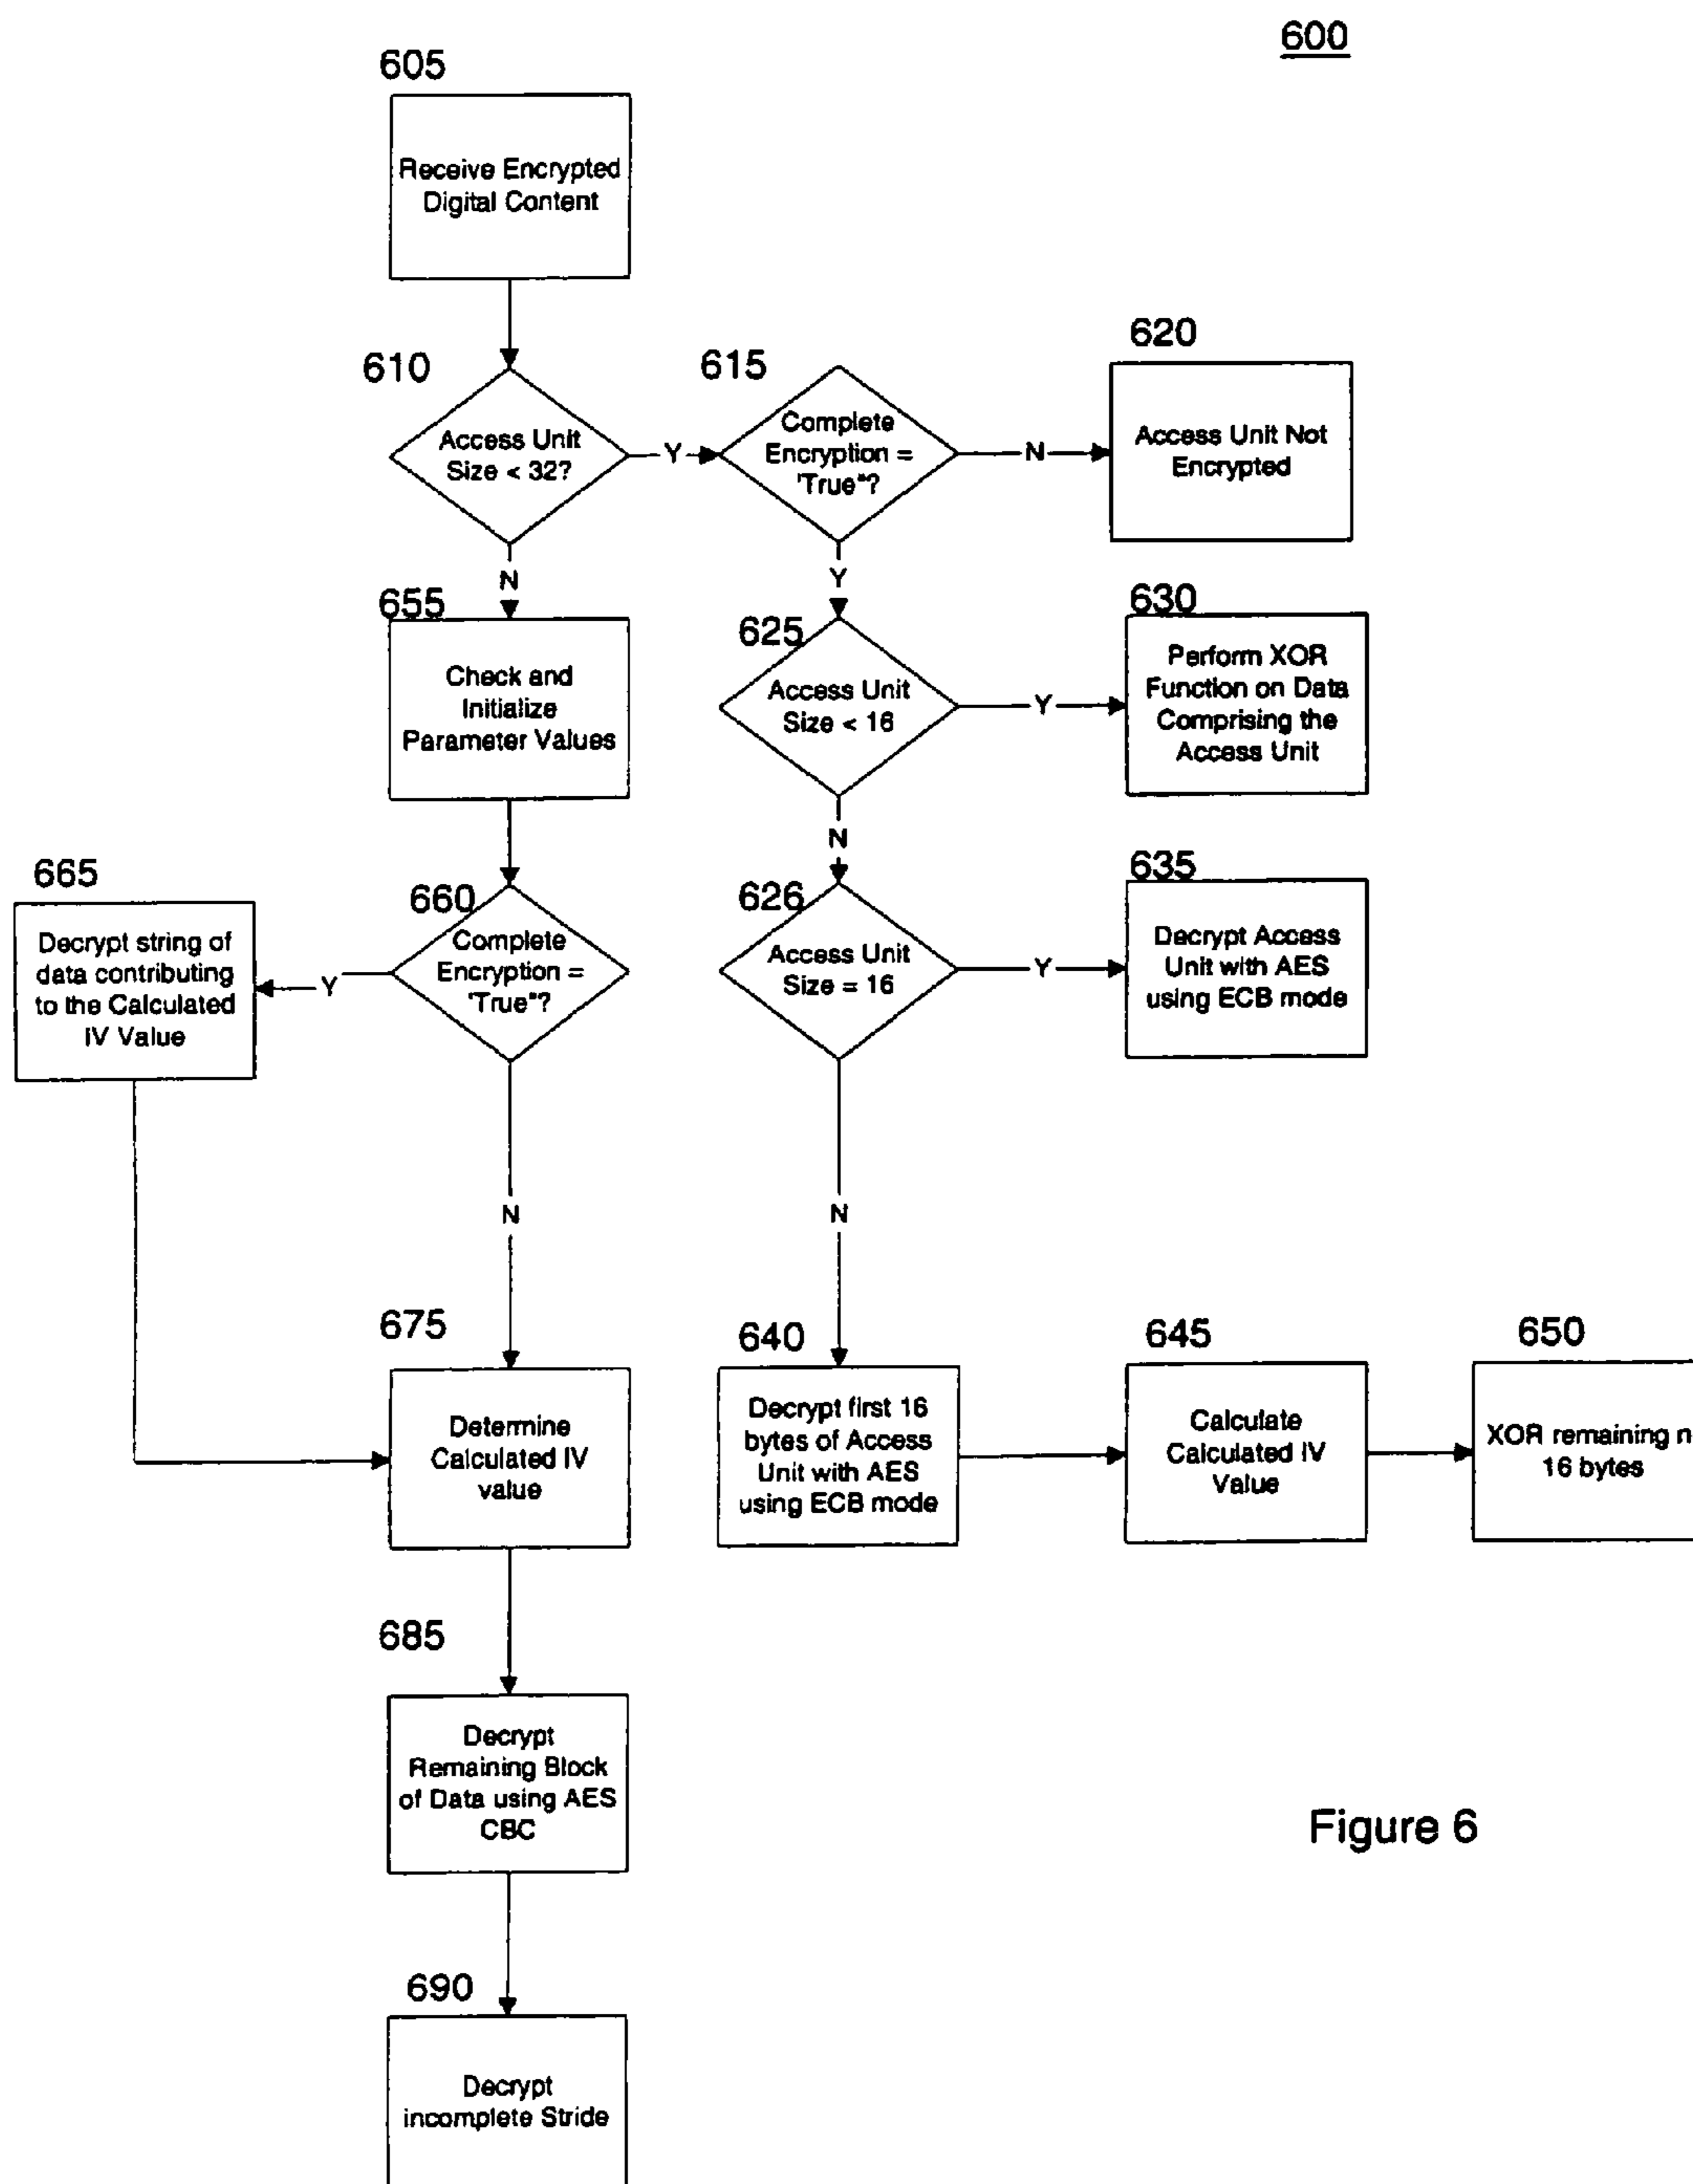 600
605
Receive Encrypted
Digital Content
610
Access Unit
Size < 32?
Y
615
Complete
Encryption =
'True"?
N
620
Access Unit Not
Encrypted
N
Y
655
Check and
Initialize
Parameter Values
625
Access Unit
Size < 16
Y
630
Perform XOR
Function on Data
Comprising the
Access Unit
N
665
Decrypt string of
data contributing
to the Calculated
IV Value
Y
660
Complete
Encryption =
'True"?
626
Access Unit
Size = 16
Y
635
Decrypt Access
Unit with AES
using ECB mode
N
N
675
Determine
Calculated IV
value
640
Decrypt first 16
bytes of Access
Unit with AES
using ECB mode
645
Calculate
Calculated IV
Value
650
XOR remaining n
16 bytes
685
Decrypt
Remaining Block
of Data using AES
CBC
Figure 6
690
Decrypt
incomplete Stride